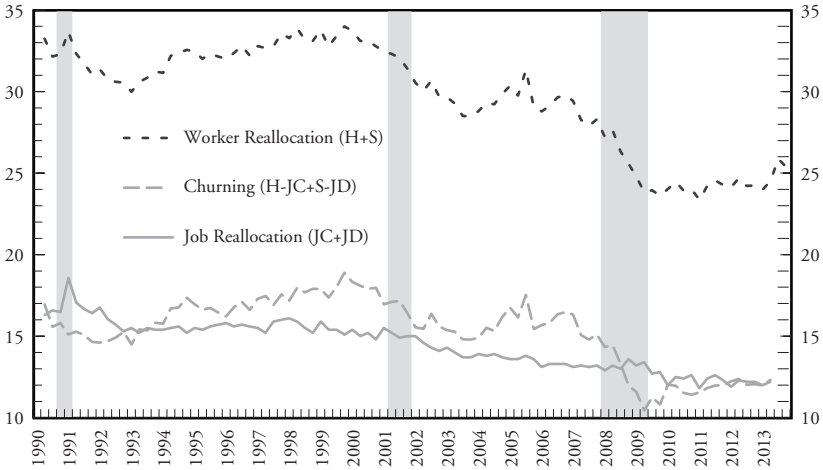 35 35
30 30
Worker Reallocation (H+S)
25 25
Churning (H-JC+S-JD)
Job Reallocation (JC+JD)
20 20
15 15
10 10
1990 1991 1992 1993 1994 1995 1996 1997 1998 1999 2000 2001 2002 2003 2004 2005 2006 2007 2008 2009 2010 2011 2012 2013